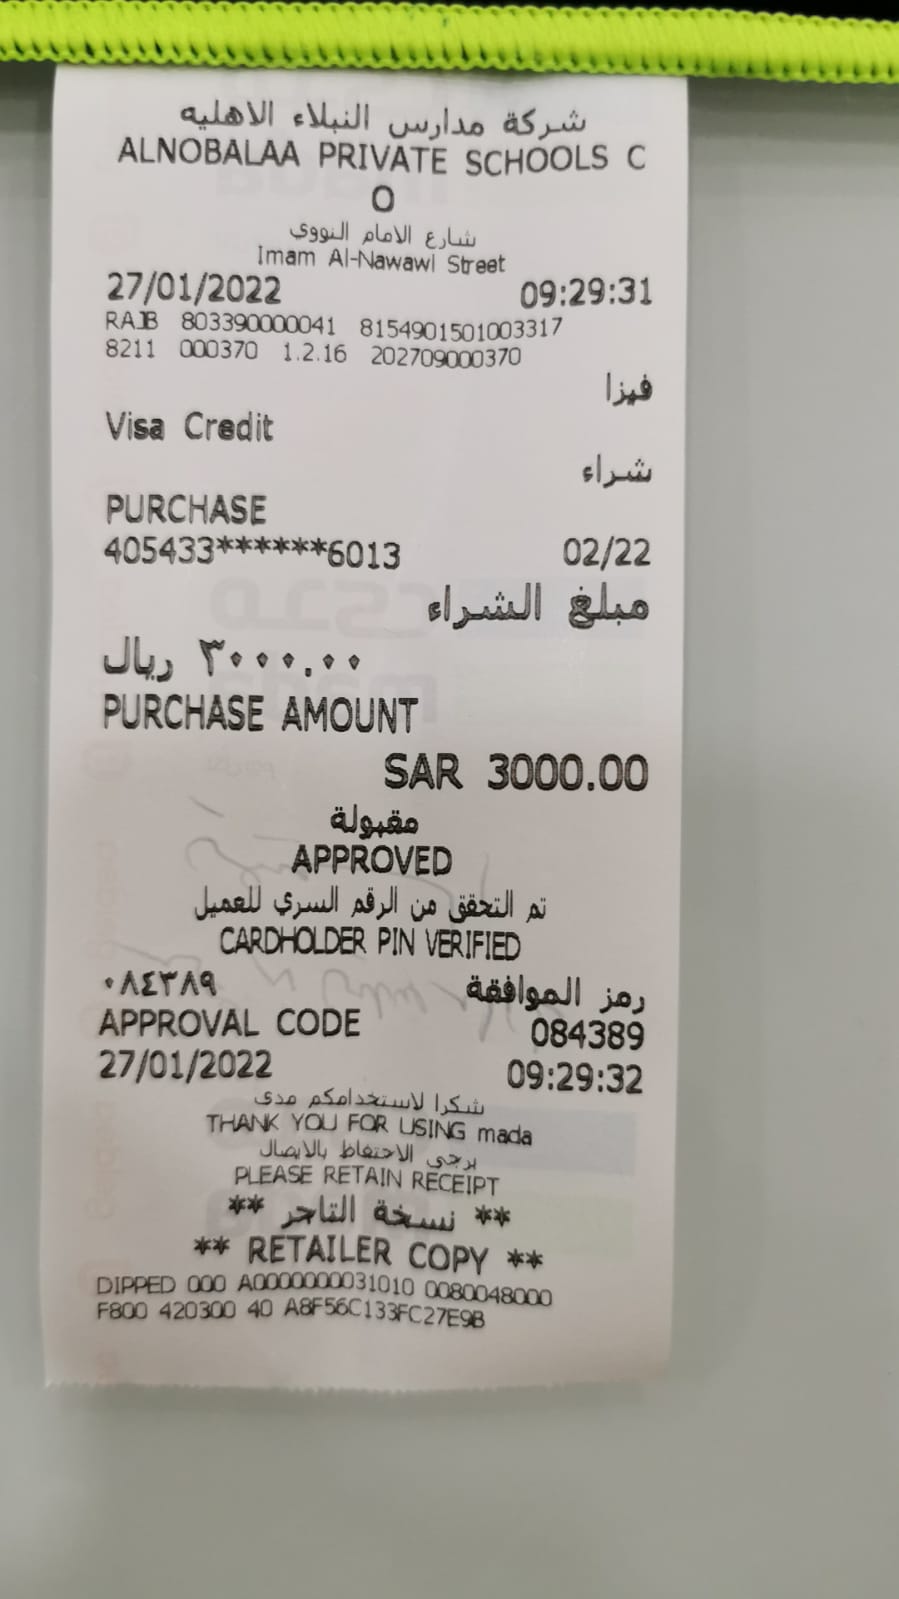 شركة مدارس النبلاء الاهليه
ALNOBALAA PRIVATE SCHOOLS C
O
شارع الامام النووي
Imam Al-Nawawi Street
27/01/2022 09:29:31
RAJB 803390000041 8154901501003317
8211 000370 1.2.16 202709000370
فيزا
Visa Credit
شراء
PURCHASE
405433******6013 02/22
مبلغ الشراء
٣٠٠٠.٠٠ ريال
PURCHASE AMOUNT
SAR 3000.00
مقبولة
APPROVED
تم التحقق من الرقم السري للعميل
CARDHOLDER PIN VERIFIED
رمز الموافقة ٠٨٤٣٨٩
APPROVAL CODE 084389
27/01/2022 09:29:32
شكرا لاستخدامكم مدى
THANK YOU FOR USING mada
يرجى الاحتفاظ بالايصال
PLEASE RETAIN RECEIPT
** نسخة التاجر **
** RETAILER COPY **
DIPPED 000 A0000000031010 0080048000
F800 420300 40 A8F56C133FC27E9B